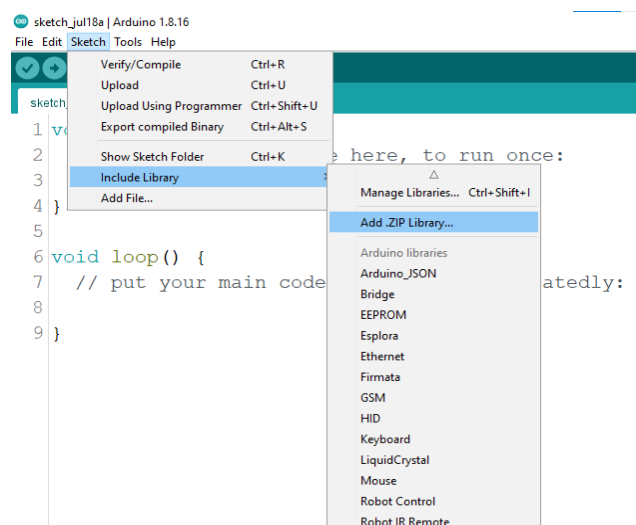 sketch_jul18a | Arduino 1.8.16
File Edit Sketch Tools Help
Verify/Compile Ctrl+R
Upload Ctrl+U
Upload Using Programmer Ctrl+Shift+U
Export compiled Binary Ctrl+Alt+S
Show Sketch Folder Ctrl+K
Include Library
Add File...
Manage Libraries... Ctrl+Shift+I
Add .ZIP Library...
Arduino libraries
Arduino_JSON
Bridge
EEPROM
Esplora
Ethernet
Firmata
GSM
HID
Keyboard
LiquidCrystal
Mouse
Robot Control
Robot IR Remote
sketch_
1 vo
2 e here, to run once:
3
4 }
5
6 void loop() {
7 // put your main code atedly:
8
9 }